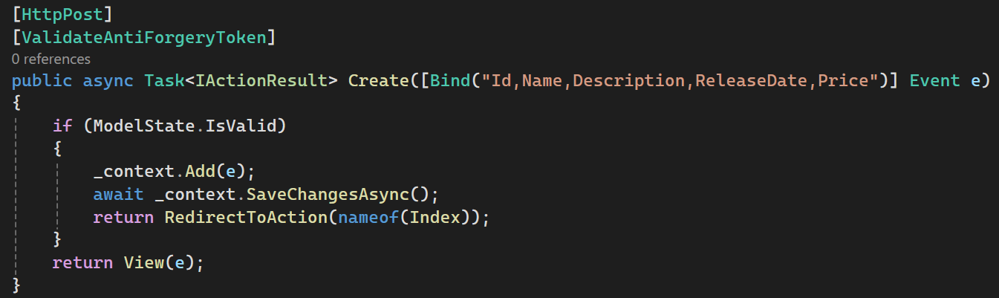 [HttpPost]
[ValidateAntiForgeryToken]
0 references
public async Task<IActionResult> Create([Bind("Id,Name,Description,ReleaseDate,Price")] Event e)
{
    if (ModelState.IsValid)
    {
        _context.Add(e);
        await _context.SaveChangesAsync();
        return RedirectToAction(nameof(Index));
    }
    return View(e);
}